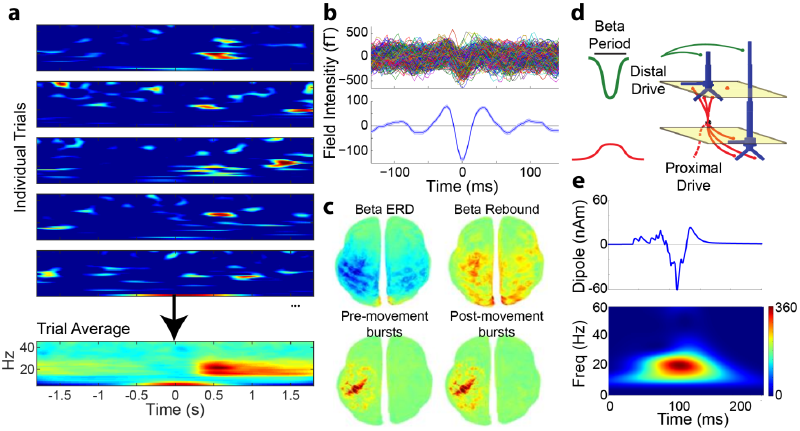 a
Individual Trials
...
Trial Average
Hz
40
20
-1.5 -1 -0.5 0 0.5 1 1.5
Time (s)
b
Field Intensitiy (fT)
500
0
-500
100
0
-100
-100 -50 0 50 100
Time (ms)
c
Beta ERD Beta Rebound
Pre-movement bursts
Post-movement bursts
d
Beta
Period
Distal
Drive
Proximal
Drive
e
Dipole (nAm)
60
0
-60
Freq (Hz)
60
40
20
0
360
0
0 100 200
Time (ms)